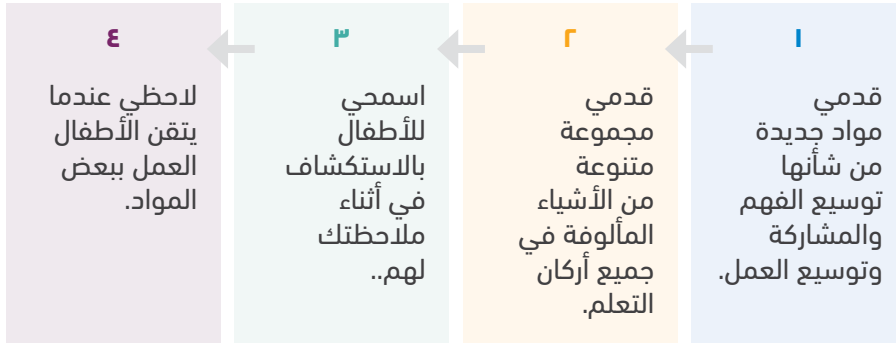 ١
قدمي
مواد جديدة
من شأنها
توسيع الفهم
والمشاركة
وتوسيع العمل.
٢
قدمي
مجموعة
متنوعة
من الأشياء
المألوفة في
جميع أركان
التعلم.
٣
اسمحي
للأطفال
بالاستكشاف
في أثناء
ملاحظتك
لهم..
٤
لاحظي عندما
يتقن الأطفال
العمل ببعض
المواد.